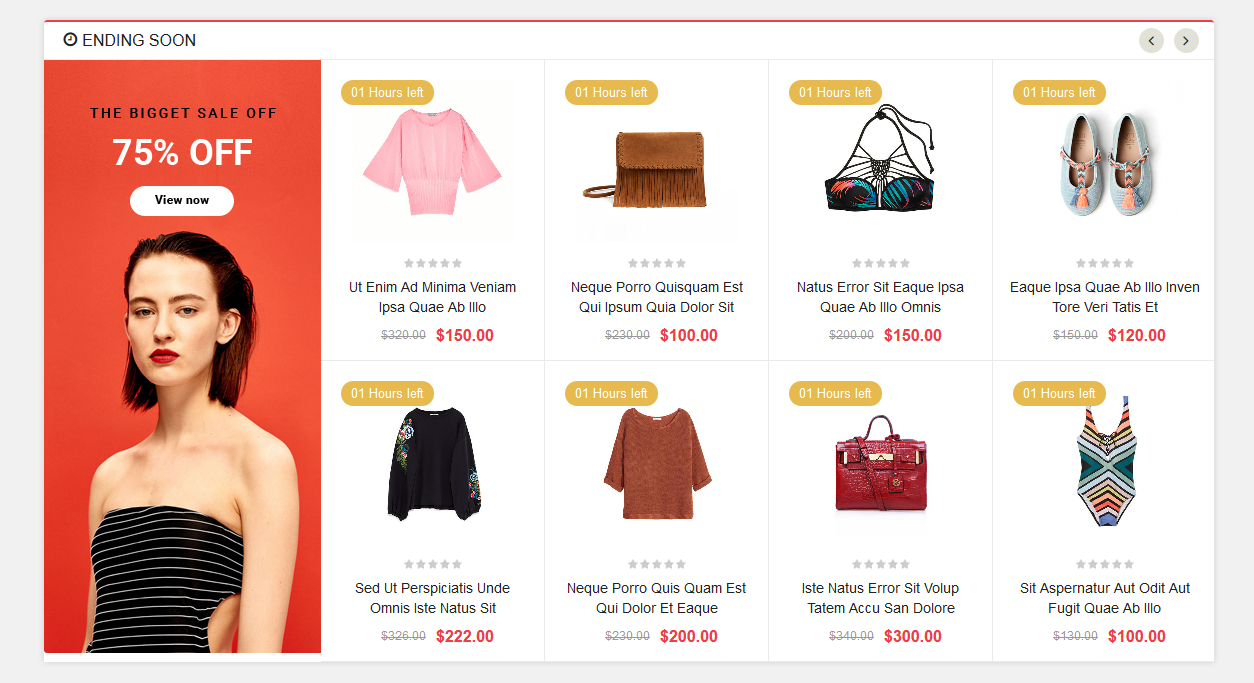 ENDING SOON
THE BIGGET SALE OFF
75% OFF
View now
01 Hours left
Ut Enim Ad Minima Veniam
Ipsa Quae Ab Illo
$320.00 $150.00
01 Hours left
Neque Porro Quisquam Est
Qui Ipsum Quia Dolor Sit
$230.00 $100.00
01 Hours left
Natus Error Sit Eaque Ipsa
Quae Ab Illo Omnis
$200.00 $150.00
01 Hours left
Eaque Ipsa Quae Ab Illo Inven
Tore Veri Tatis Et
$150.00 $120.00
01 Hours left
Sed Ut Perspiciatis Unde
Omnis Iste Natus Sit
$326.00 $222.00
01 Hours left
Neque Porro Quis Quam Est
Qui Dolor Et Eaque
$230.00 $200.00
01 Hours left
Iste Natus Error Sit Volup
Tatem Accu San Dolore
$340.00 $300.00
01 Hours left
Sit Aspernatur Aut Odit Aut
Fugit Quae Ab Illo
$130.00 $100.00